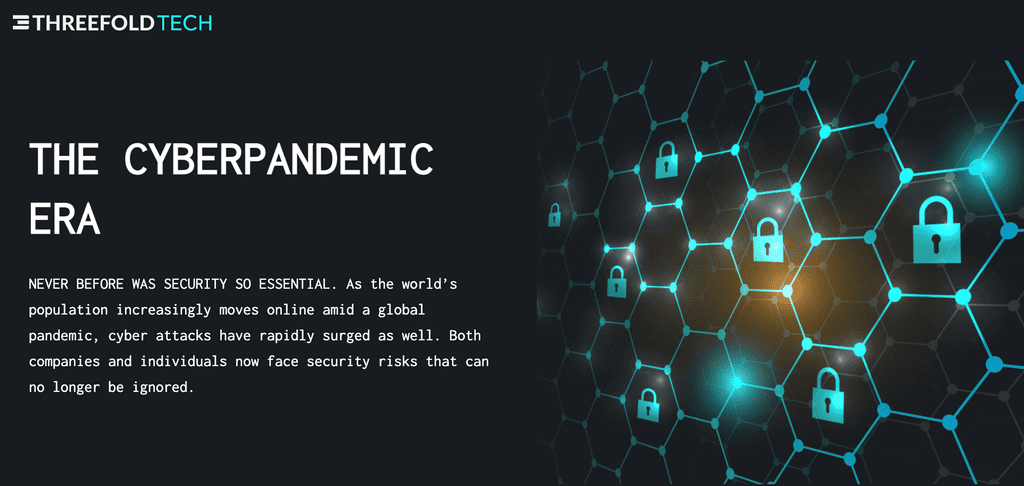 THREEFOLDTECH
THE CYBERPANDEMIC
ERA
NEVER BEFORE WAS SECURITY SO ESSENTIAL. As the world’s
population increasingly moves online amid a global
pandemic, cyber attacks have rapidly surged as well. Both
companies and individuals now face security risks that can
no longer be ignored.